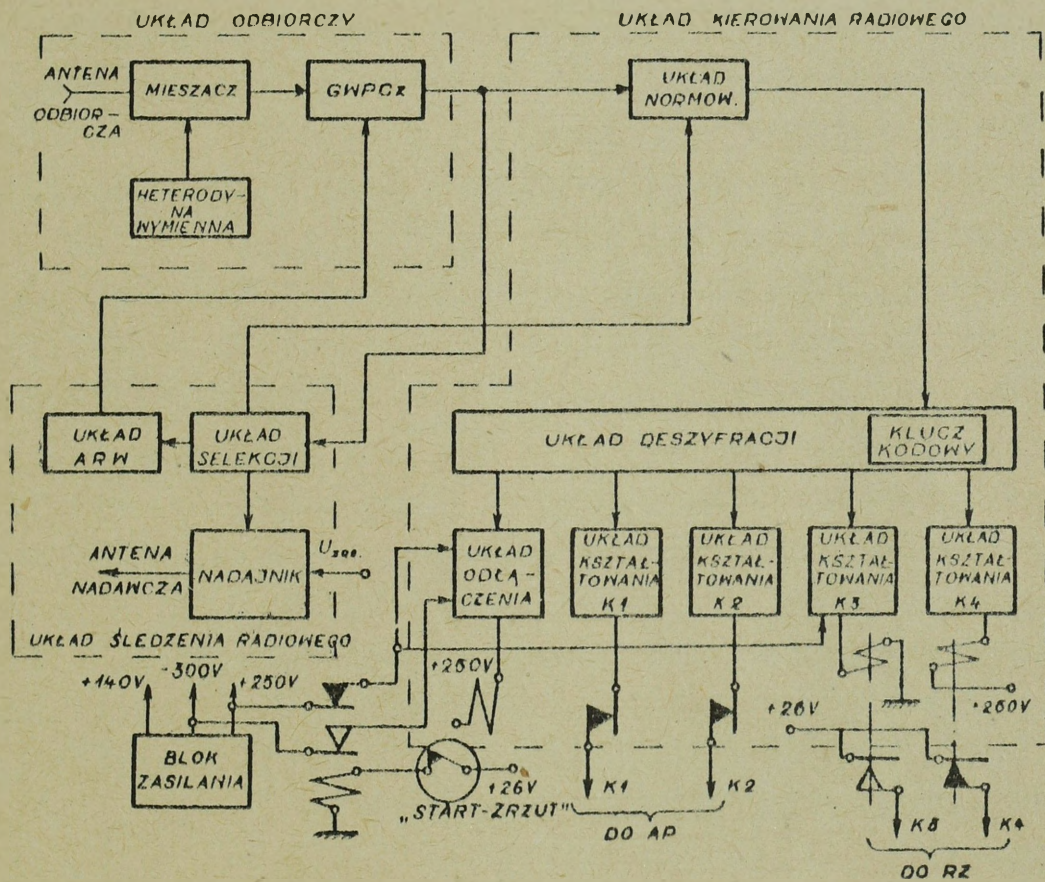 UKŁAD ODBIORCZY
UKŁAD KIEROWANIA RADIOWEGO
ANTENA
ODBIOR-
CZA
MIESZACZ
GWPCz
UKŁAD
NORMOW.
HETERODY-
NA
WYMIENNA
UKŁAD
ARW
UKŁAD
SELEKCJI
UKŁAD DESZYFRACJI
KLUCZ
KODOWY
ANTENA
NADAWCZA
NADAJNIK
UKŁAD
ODŁĄ-
CZENIA
UKŁAD
KSZTAŁ-
TOWANIA
K1
UKŁAD
KSZTAŁ-
TOWANIA
K2
UKŁAD
KSZTAŁ-
TOWANIA
K3
UKŁAD
KSZTAŁ-
TOWANIA
K4
UKŁAD ŚLEDZENIA RADIOWEGO
+140V
-300V
+250V
+250V
+26V
+250V
BLOK
ZASILANIA
+26V
„START-ZRZUT"
K1
K2
DO AP
K3
K4
DO RZ